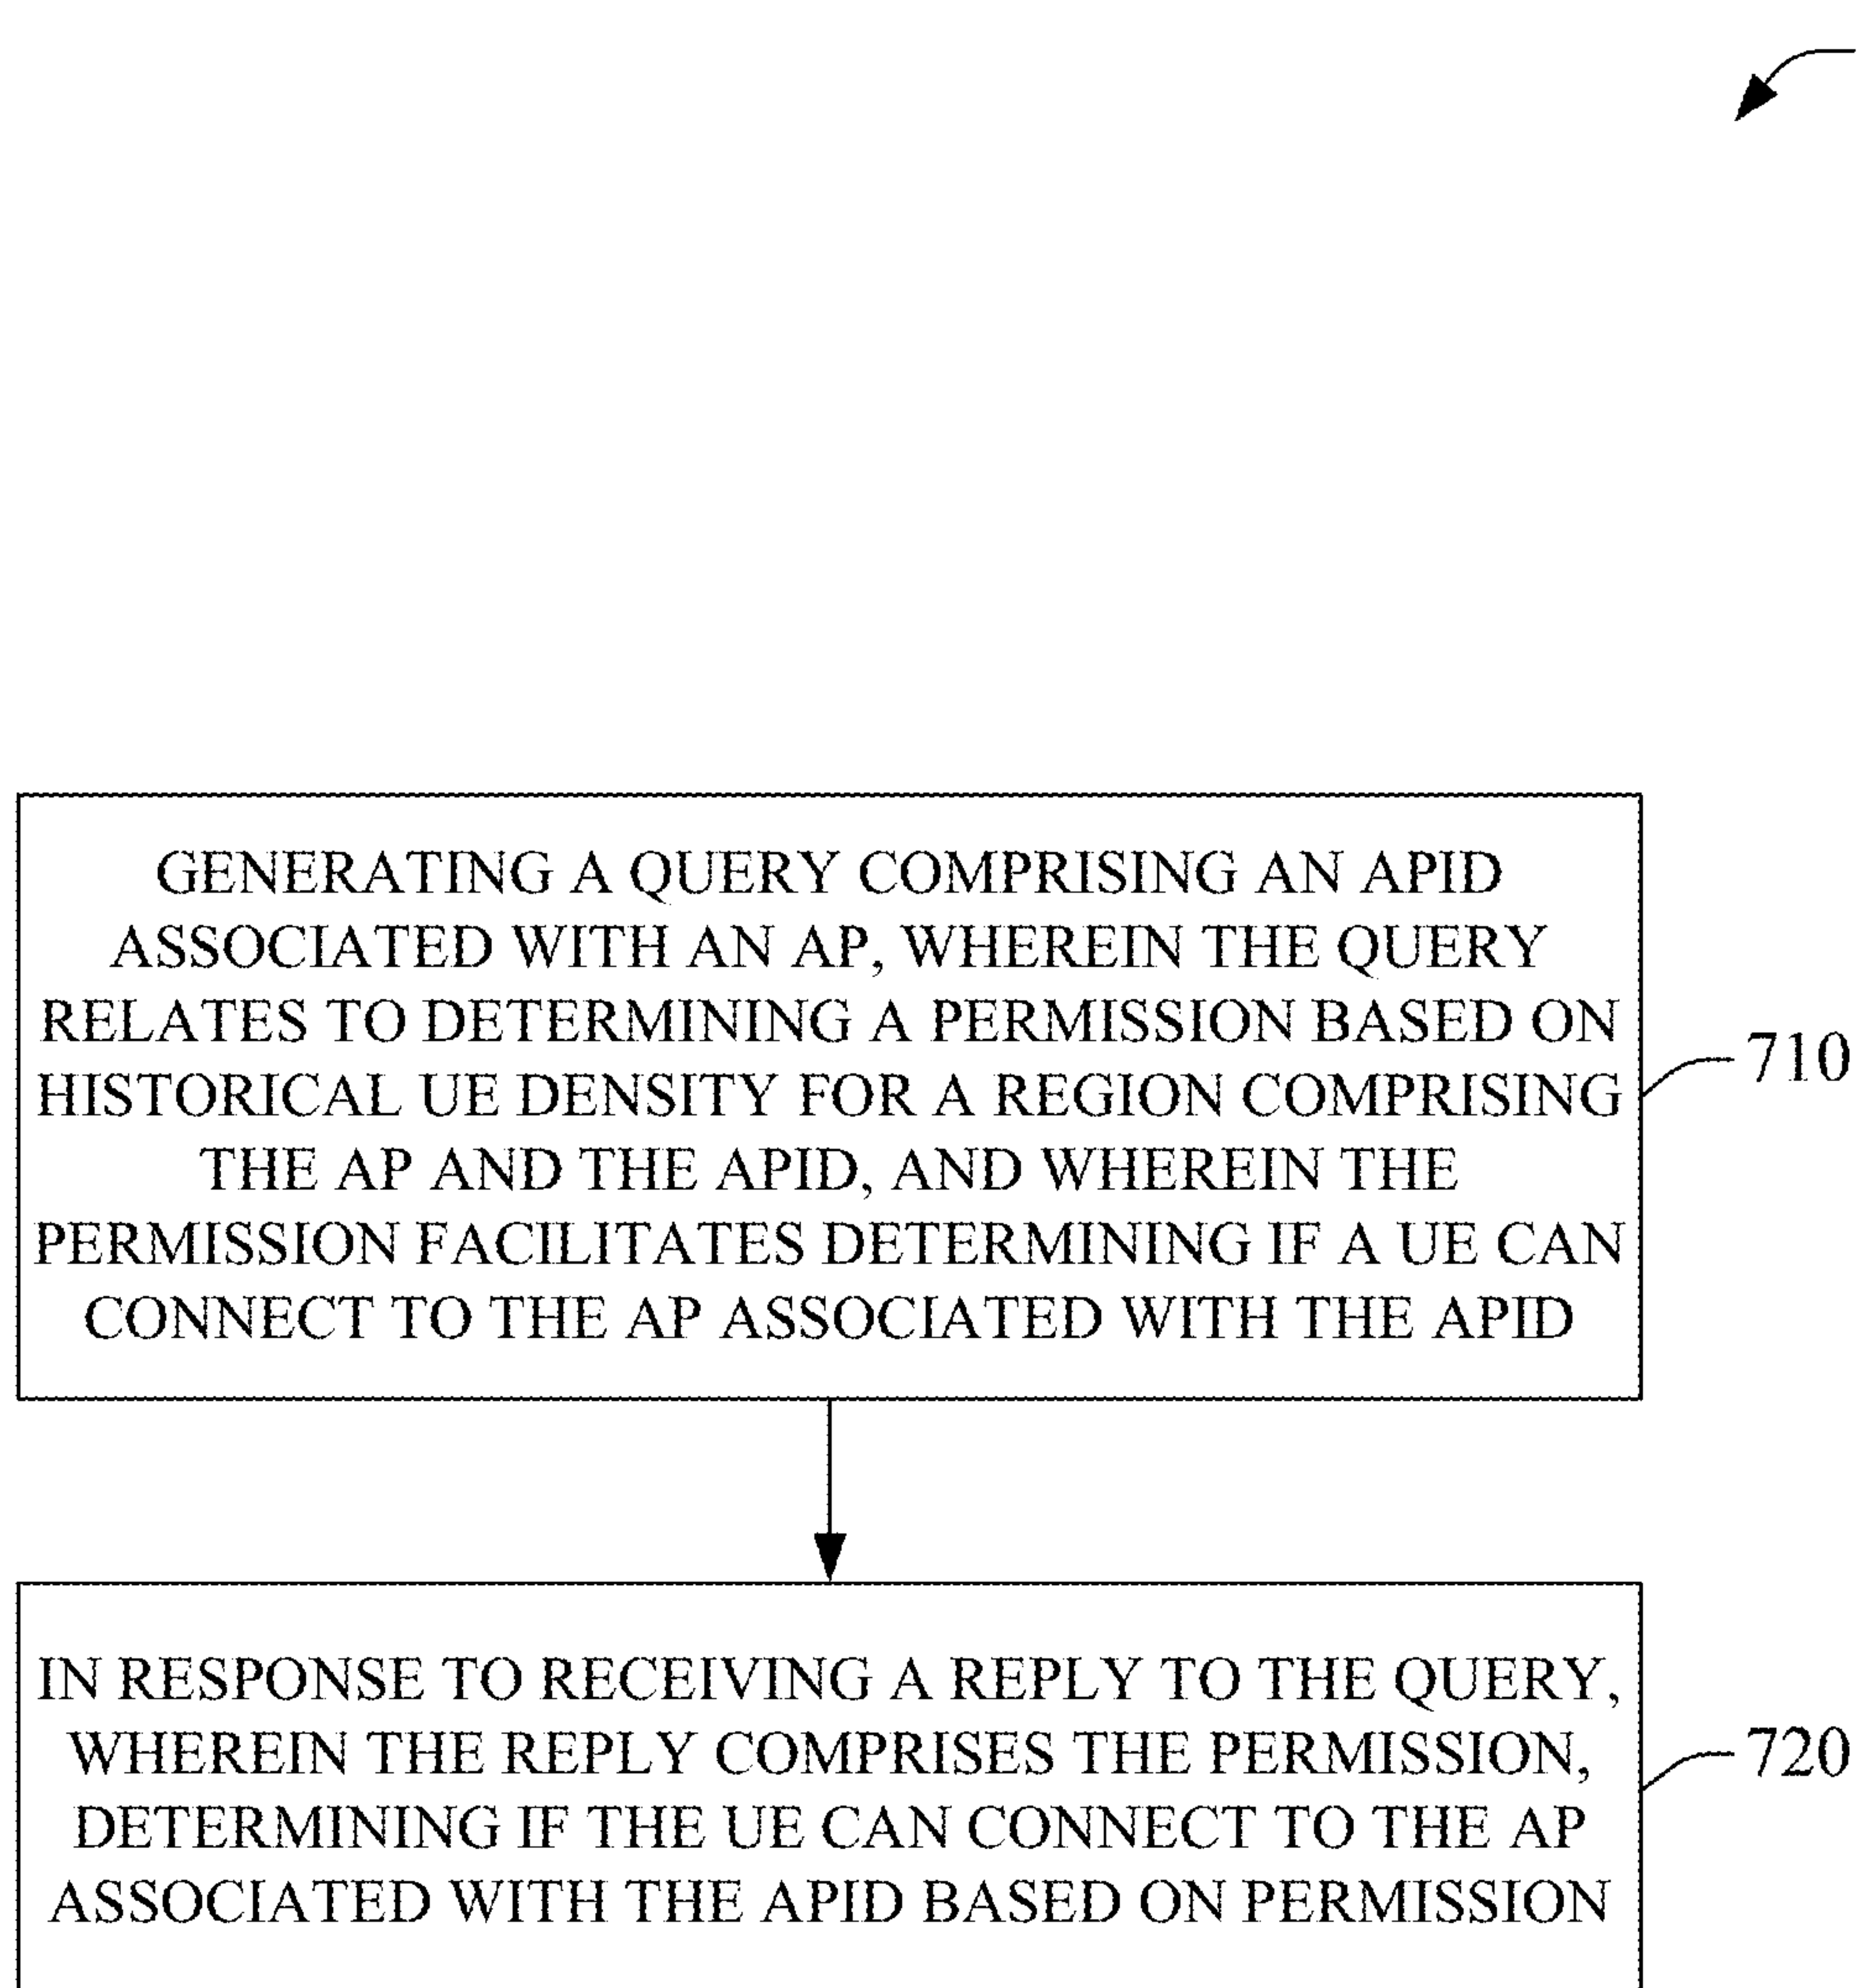 GENERATING A QUERY COMPRISING AN APID
ASSOCIATED WITH AN AP, WHEREIN THE QUERY
RELATES TO DETERMINING A PERMISSION BASED ON
HISTORICAL UE DENSITY FOR A REGION COMPRISING
THE AP AND THE APID, AND WHEREIN THE
PERMISSION FACILITATES DETERMINING IF A UE CAN
CONNECT TO THE AP ASSOCIATED WITH THE APID
710
IN RESPONSE TO RECEIVING A REPLY TO THE QUERY,
WHEREIN THE REPLY COMPRISES THE PERMISSION,
DETERMINING IF THE UE CAN CONNECT TO THE AP
ASSOCIATED WITH THE APID BASED ON PERMISSION
720